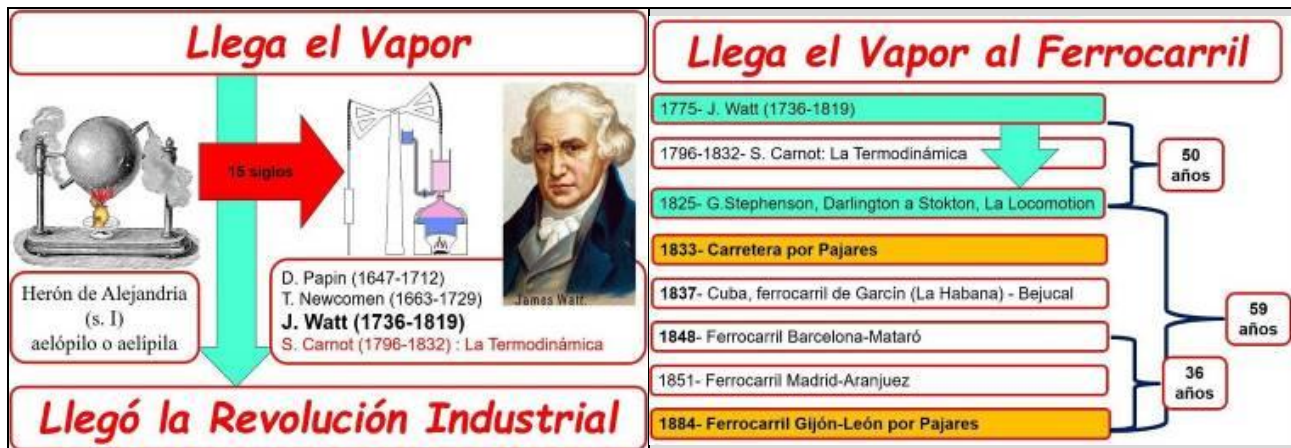 Llega el Vapor
15 siglos
Herón de Alejandría
(s. I)
aelópilo o aelípila
D. Papin (1647-1712)
T. Newcomen (1663-1729)
J. Watt (1736-1819)
S. Carnot (1796-1832) : La Termodinámica
James Watt.
Llegó la Revolución Industrial
Llega el Vapor al Ferrocarril
1775- J. Watt (1736-1819)
1796-1832- S. Carnot: La Termodinámica
1825- G.Stephenson, Darlington a Stokton, La Locomotion
1833- Carretera por Pajares
1837- Cuba, ferrocarril de Garcín (La Habana) - Bejucal
1848- Ferrocarril Barcelona-Mataró
1851- Ferrocarril Madrid-Aranjuez
1884- Ferrocarril Gijón-León por Pajares
50
años
59
años
36
años